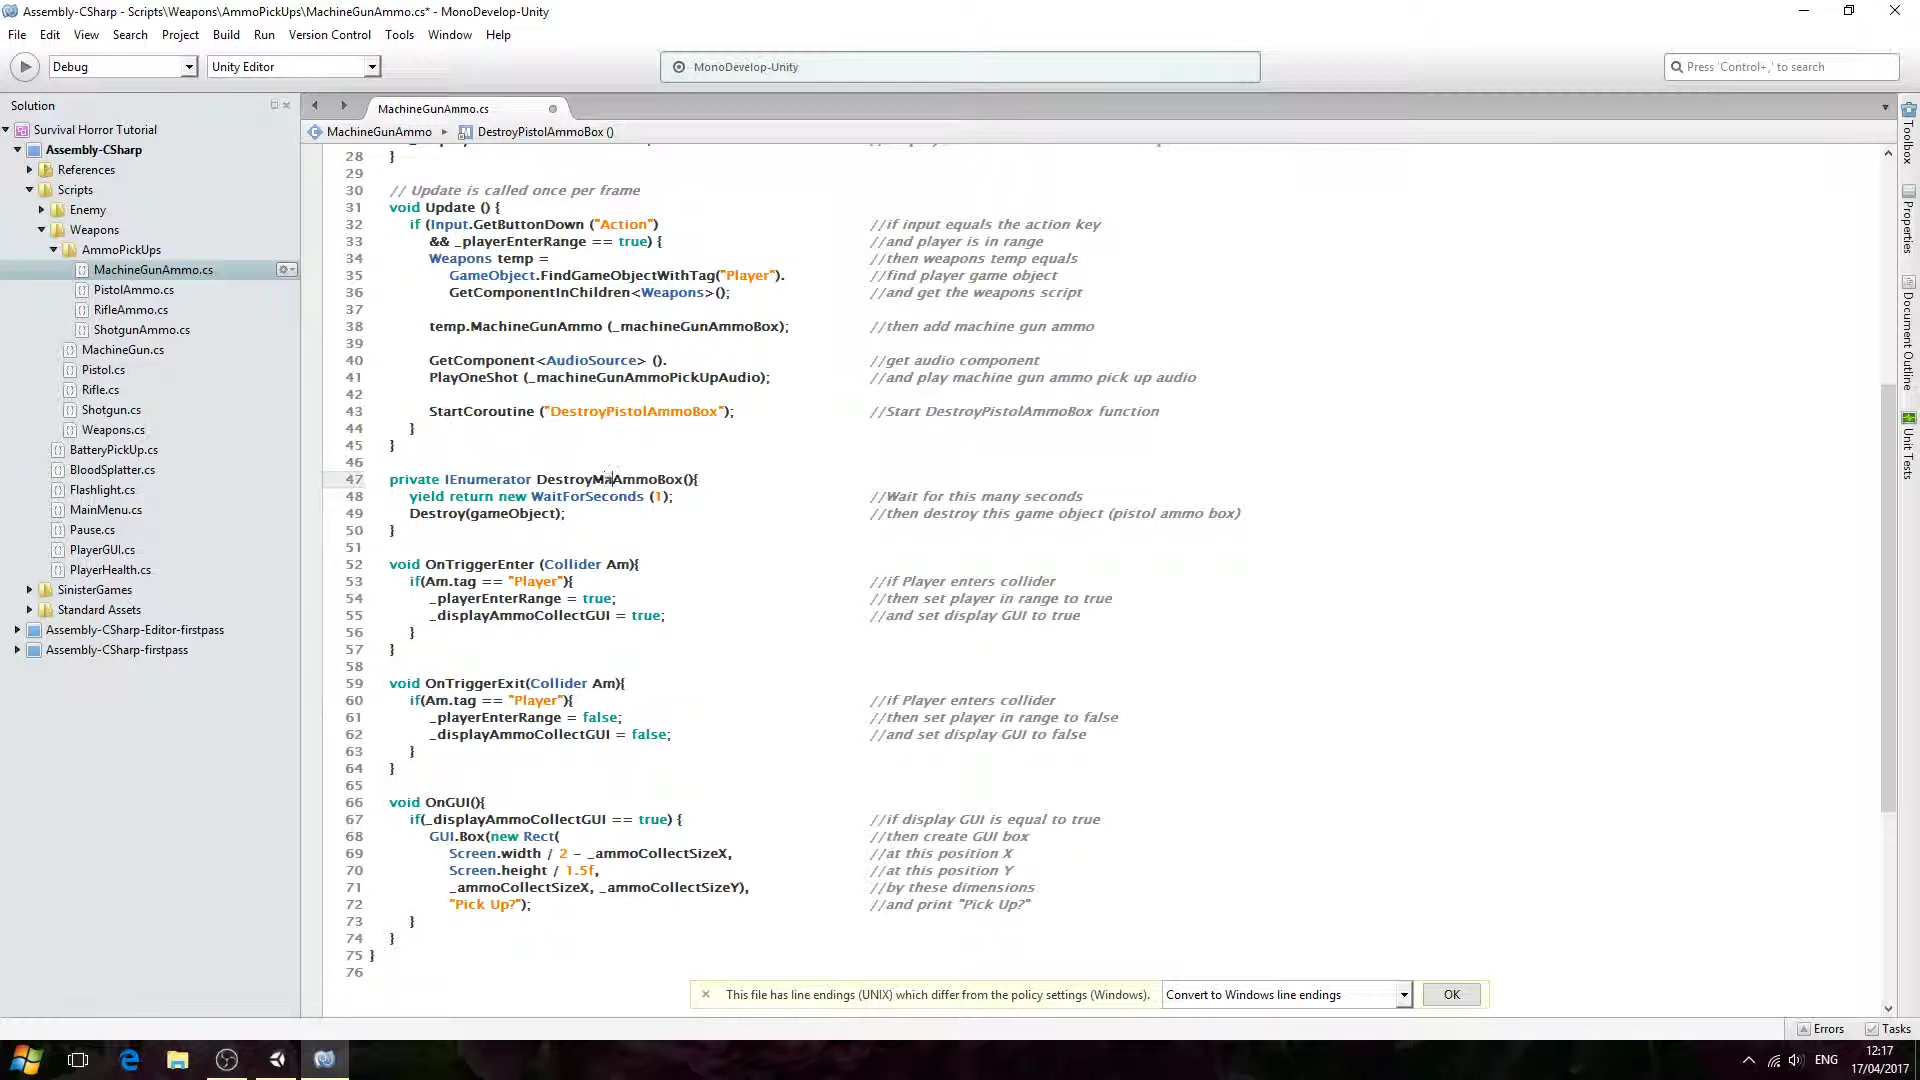 Assembly-CSharp - Scripts\Weapons\AmmoPickUps\MachineGunAmmo.cs* - MonoDevelop-Unity
File Edit View Search Project Build Run Version Control Tools Window Help
Debug Unity Editor MonoDevelop-Unity Press 'Control+,' to search
Solution
Survival Horror Tutorial
Assembly-CSharp
References
Scripts
Enemy
Weapons
AmmoPickUps
MachineGunAmmo.cs
PistolAmmo.cs
RifleAmmo.cs
ShotgunAmmo.cs
MachineGun.cs
Pistol.cs
Rifle.cs
Shotgun.cs
Weapons.cs
BatteryPickUp.cs
BloodSplatter.cs
Flashlight.cs
MainMenu.cs
Pause.cs
PlayerGUI.cs
PlayerHealth.cs
SinisterGames
Standard Assets
Assembly-CSharp-Editor-firstpass
Assembly-CSharp-firstpass
MachineGunAmmo.cs
MachineGunAmmo DestroyPistolAmmoBox ()
28 }
29
30 // Update is called once per frame
31 void Update () {
32 if (Input.GetButtonDown ("Action") //if input equals the action key
33 && _playerEnterRange == true) { //and player is in range
34 Weapons temp = //then weapons temp equals
35 GameObject.FindGameObjectWithTag("Player"). //find player game object
36 GetComponentInChildren<Weapons>(); //and get the weapons script
37
38 temp.MachineGunAmmo (_machineGunAmmoBox); //then add machine gun ammo
39
40 GetComponent<AudioSource> (). //get audio component
41 PlayOneShot (_machineGunAmmoPickUpAudio); //and play machine gun ammo pick up audio
42
43 StartCoroutine ("DestroyPistolAmmoBox"); //Start DestroyPistolAmmoBox function
44 }
45 }
46
47 private IEnumerator DestroyMaAmmoBox(){
48 yield return new WaitForSeconds (1); //Wait for this many seconds
49 Destroy(gameObject); //then destroy this game object (pistol ammo box)
50 }
51
52 void OnTriggerEnter (Collider Am){
53 if(Am.tag == "Player"){ //if Player enters collider
54 _playerEnterRange = true; //then set player in range to true
55 _displayAmmoCollectGUI = true; //and set display GUI to true
56 }
57 }
58
59 void OnTriggerExit(Collider Am){
60 if(Am.tag == "Player"){ //if Player enters collider
61 _playerEnterRange = false; //then set player in range to false
62 _displayAmmoCollectGUI = false; //and set display GUI to false
63 }
64 }
65
66 void OnGUI(){
67 if(_displayAmmoCollectGUI == true) { //if display GUI is equal to true
68 GUI.Box(new Rect( //then create GUI box
69 Screen.width / 2 - _ammoCollectSizeX, //at this position X
70 Screen.height / 1.5f, //at this position Y
71 _ammoCollectSizeX, _ammoCollectSizeY), //by these dimensions
72 "Pick Up?"); //and print "Pick Up?"
73 }
74 }
75 }
76
This file has line endings (UNIX) which differ from the policy settings (Windows). Convert to Windows line endings OK
Toolbox
Properties
Document Outline
Unit Tests
Errors Tasks
ENG 12:17
17/04/2017